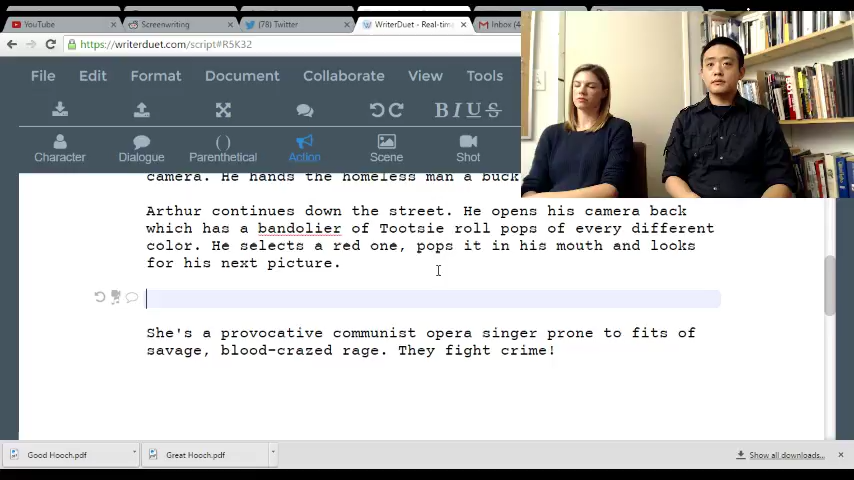 YouTube
Screenwriting
(78) Twitter
WriterDuet - Real-tim
Inbox (4
https://writerduet.com/script#R5K32
File Edit Format Document Collaborate View Tools
B I U S
Character Dialogue Parenthetical Action Scene Shot
camera. He hands the homeless man a buck
Arthur continues down the street. He opens his camera back
which has a bandolier of Tootsie roll pops of every different
color. He selects a red one, pops it in his mouth and looks
for his next picture.
She's a provocative communist opera singer prone to fits of
savage, blood-crazed rage. They fight crime!
Good Hooch.pdf
Great Hooch.pdf
Show all downloads...